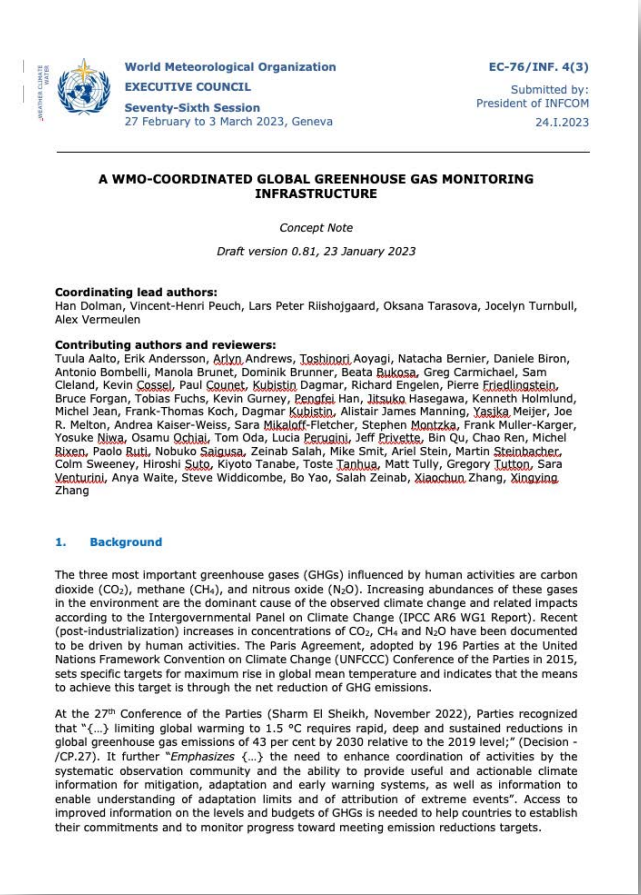 WEATHER CLIMATE WATER
World Meteorological Organization
EXECUTIVE COUNCIL
Seventy-Sixth Session
27 February to 3 March 2023, Geneva
EC-76/INF. 4(3)
Submitted by:
President of INFCOM
24.I.2023
A WMO-COORDINATED GLOBAL GREENHOUSE GAS MONITORING
INFRASTRUCTURE
Concept Note
Draft version 0.81, 23 January 2023
Coordinating lead authors:
Han Dolman, Vincent-Henri Peuch, Lars Peter Riishojgaard, Oksana Tarasova, Jocelyn Turnbull,
Alex Vermeulen
Contributing authors and reviewers:
Tuula Aalto, Erik Andersson, Arlyn Andrews, Toshinori Aoyagi, Natacha Bernier, Daniele Biron,
Antonio Bombelli, Manola Brunet, Dominik Brunner, Beata Bukosa, Greg Carmichael, Sam
Cleland, Kevin Cossel, Paul Counet, Kubistin Dagmar, Richard Engelen, Pierre Friedlingstein,
Bruce Forgan, Tobias Fuchs, Kevin Gurney, Pengfei Han, Jitsuko Hasegawa, Kenneth Holmlund,
Michel Jean, Frank-Thomas Koch, Dagmar Kubistin, Alistair James Manning, Yasjka Meijer, Joe
R. Melton, Andrea Kaiser-Weiss, Sara Mikaloff-Fletcher, Stephen Montzka, Frank Muller-Karger,
Yosuke Niwa, Osamu Ochiai, Tom Oda, Lucia Perugini, Jeff Privette, Bin Qu, Chao Ren, Michel
Rixen, Paolo Ruti, Nobuko Saigusa, Zeinab Salah, Mike Smit, Ariel Stein, Martin Steinbacher,
Colm Sweeney, Hiroshi Suto, Kiyoto Tanabe, Toste Tanhua, Matt Tully, Gregory Tutton, Sara
Venturini, Anya Waite, Steve Widdicombe, Bo Yao, Salah Zeinab, Xiaochun Zhang, Xingying
Zhang
1. Background
The three most important greenhouse gases (GHGs) influenced by human activities are carbon
dioxide (CO₂), methane (CH₄), and nitrous oxide (N₂O). Increasing abundances of these gases
in the environment are the dominant cause of the observed climate change and related impacts
according to the Intergovernmental Panel on Climate Change (IPCC AR6 WG1 Report). Recent
(post-industrialization) increases in concentrations of CO₂, CH₄ and N₂O have been documented
to be driven by human activities. The Paris Agreement, adopted by 196 Parties at the United
Nations Framework Convention on Climate Change (UNFCCC) Conference of the Parties in 2015,
sets specific targets for maximum rise in global mean temperature and indicates that the means
to achieve this target is through the net reduction of GHG emissions.
At the 27th Conference of the Parties (Sharm El Sheikh, November 2022), Parties recognized
that “{…} limiting global warming to 1.5 °C requires rapid, deep and sustained reductions in
global greenhouse gas emissions of 43 per cent by 2030 relative to the 2019 level;” (Decision -
/CP.27). It further “Emphasizes {…} the need to enhance coordination of activities by the
systematic observation community and the ability to provide useful and actionable climate
information for mitigation, adaptation and early warning systems, as well as information to
enable understanding of adaptation limits and of attribution of extreme events”. Access to
improved information on the levels and budgets of GHGs is needed to help countries to establish
their commitments and to monitor progress toward meeting emission reductions targets.